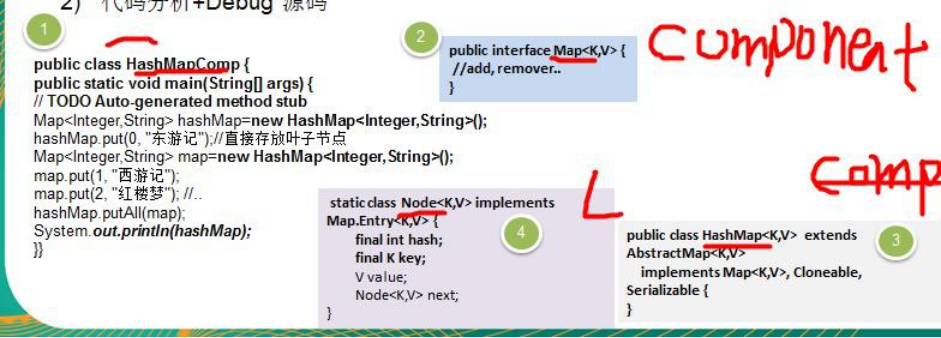 2) 代码分析+Debug 源码
1
public class HashMapComp {
public static void main(String[] args) {
// TODO Auto-generated method stub
Map<Integer,String> hashMap=new HashMap<Integer,String>();
hashMap.put(0, "东游记");//直接存放叶子节点
Map<Integer,String> map=new HashMap<Integer,String>();
map.put(1, "西游记");
map.put(2, "红楼梦"); //..
hashMap.putAll(map);
System.out.println(hashMap);
}}
2
public interface Map<K,V> {
//add, remover..
}
Component
Comp
static class Node<K,V> implements
Map.Entry<K,V> {
final int hash;
final K key;
V value;
Node<K,V> next;
}
4
L
public class HashMap<K,V> extends
AbstractMap<K,V>
implements Map<K,V>, Cloneable,
Serializable {
}
3